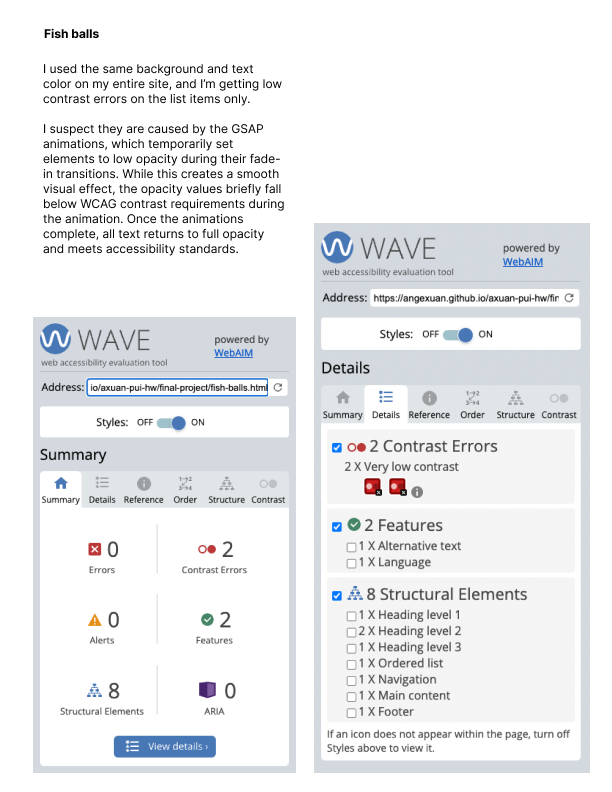 Fish balls
I used the same background and text
color on my entire site, and I'm getting low
contrast errors on the list items only.
I suspect they are caused by the GSAP
animations, which temporarily set
elements to low opacity during their fade-
in transitions. While this creates a smooth
visual effect, the opacity values briefly fall
below WCAG contrast requirements during
the animation. Once the animations
complete, all text returns to full opacity
and meets accessibility standards.
WAVE
powered by
WebAIM
web accessibility evaluation tool
Address: io/axuan-pui-hw/final-project/fish-balls.html
Styles: OFF ON
Summary
Summary Details Reference Order Structure Contrast
0 2
Errors Contrast Errors
0 2
Alerts Features
8 0
Structural Elements ARIA
View details ›
WAVE
powered by
WebAIM
web accessibility evaluation tool
Address: https://angexuan.github.io/axuan-pui-hw/fin
Styles: OFF ON
Details
Summary Details Reference Order Structure Contrast
2 Contrast Errors
2 X Very low contrast
2 Features
1 X Alternative text
1 X Language
8 Structural Elements
1 X Heading level 1
2 X Heading level 2
1 X Heading level 3
1 X Ordered list
1 X Navigation
1 X Main content
1 X Footer
If an icon does not appear within the page, turn off
Styles above to view it.